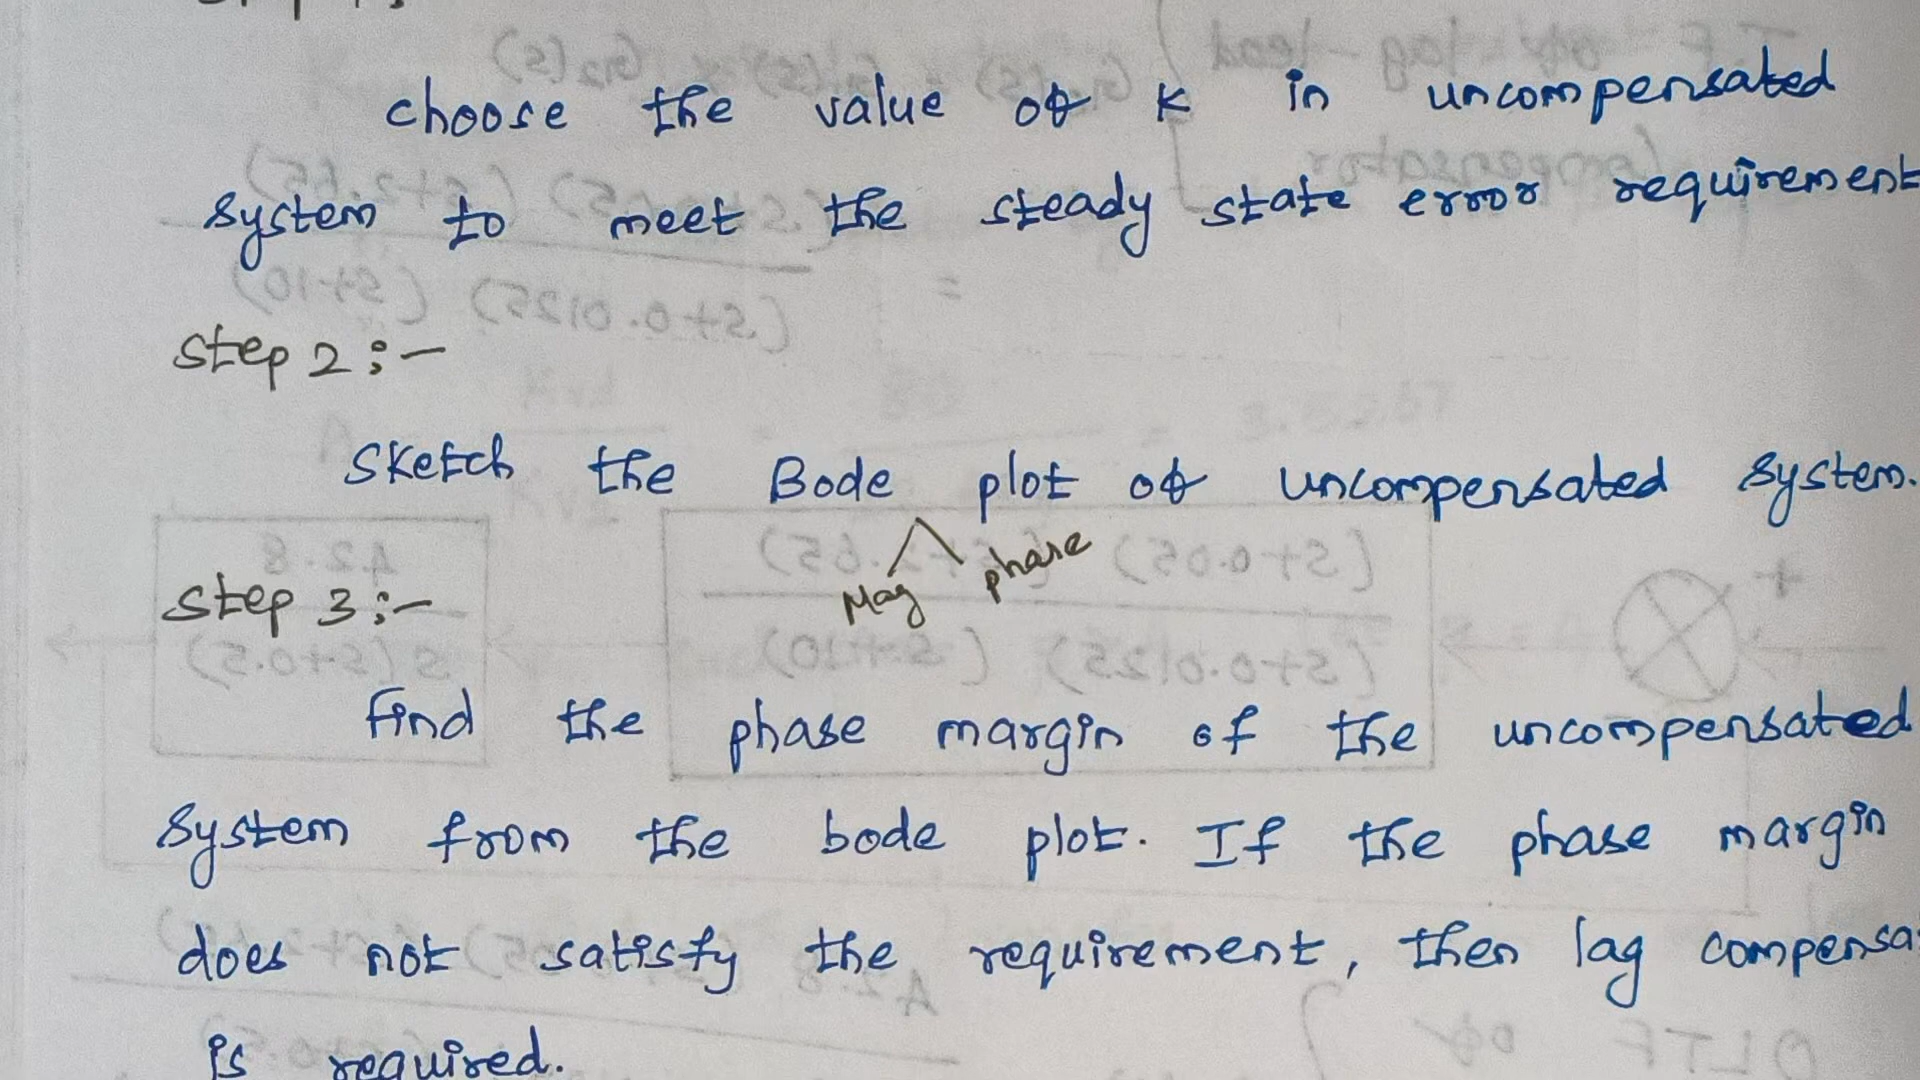 choose the value of K in uncompensated
system to meet the steady state error requirement
step 2 :-
Sketch the Bode plot of uncompensated system.
Mag phase
step 3 :-
find the phase margin of the uncompensated
system from the bode plot. If the phase margin
does not satisfy the requirement, then lag compensa
is required.